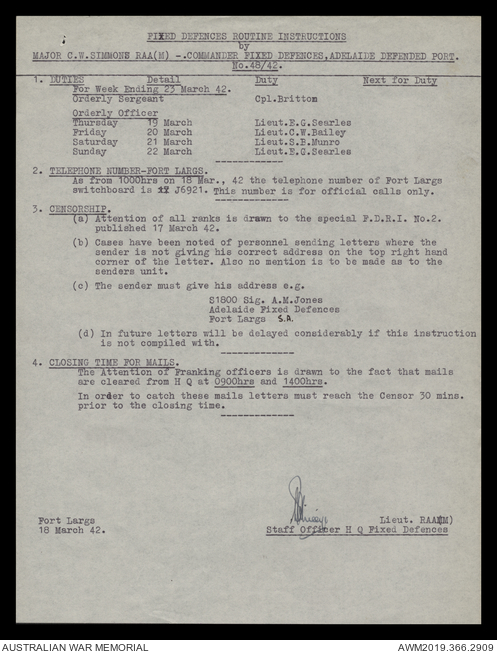 FIXED DEFENCES ROUTINE INSTRUCTIONS
by
MAJOR C.W.SIMMONS RAA(M) -.COMMANDER FIXED DEFENCES,ADELAIDE DEFENDED PORT.
No.48/42.
1. DUTIES Detail Duty Next for Duty
For Week Ending 23 March 42.
Orderly Sergeant Cpl.Britton
Orderly Officer
Thursday 19 March Lieut.E.G.Searles
Friday 20 March Lieut.C.W.Bailey
Saturday 21 March Lieut.S.B.Munro
Sunday 22 March Lieut.E.G.Searles
-------------
2. TELEPHONE NUMBER-FORT LARGS.
As from 1000hrs on 18 Mar., 42 the telephone number of Fort Largs
switchboard is J6921. This number is for official calls only.
-------------
3. CENSORSHIP.
(a) Attention of all ranks is drawn to the special F.D.R.I. No.2.
published 17 March 42.
(b) Cases have been noted of personnel sending letters where the
sender is not giving his correct address on the top right hand
corner of the letter. Also no mention is to be made as to the
senders unit.
(c) The sender must give his address e.g.
S1800 Sig. A.M.Jones
Adelaide Fixed Defences
Fort Largs S.A.
(d) In future letters will be delayed considerably if this instruction
is not compiled with.
-------------
4. CLOSING TIME FOR MAILS.
The Attention of Franking officers is drawn to the fact that mails
are cleared from H Q at 0900hrs and 1400hrs.
In order to catch these mails letters must reach the Censor 30 mins.
prior to the closing time.
-------------
Fort Largs Lieut. RAA(M)
18 March 42. Staff Officer H Q Fixed Defences
AUSTRALIAN WAR MEMORIAL AWM2019.366.2909